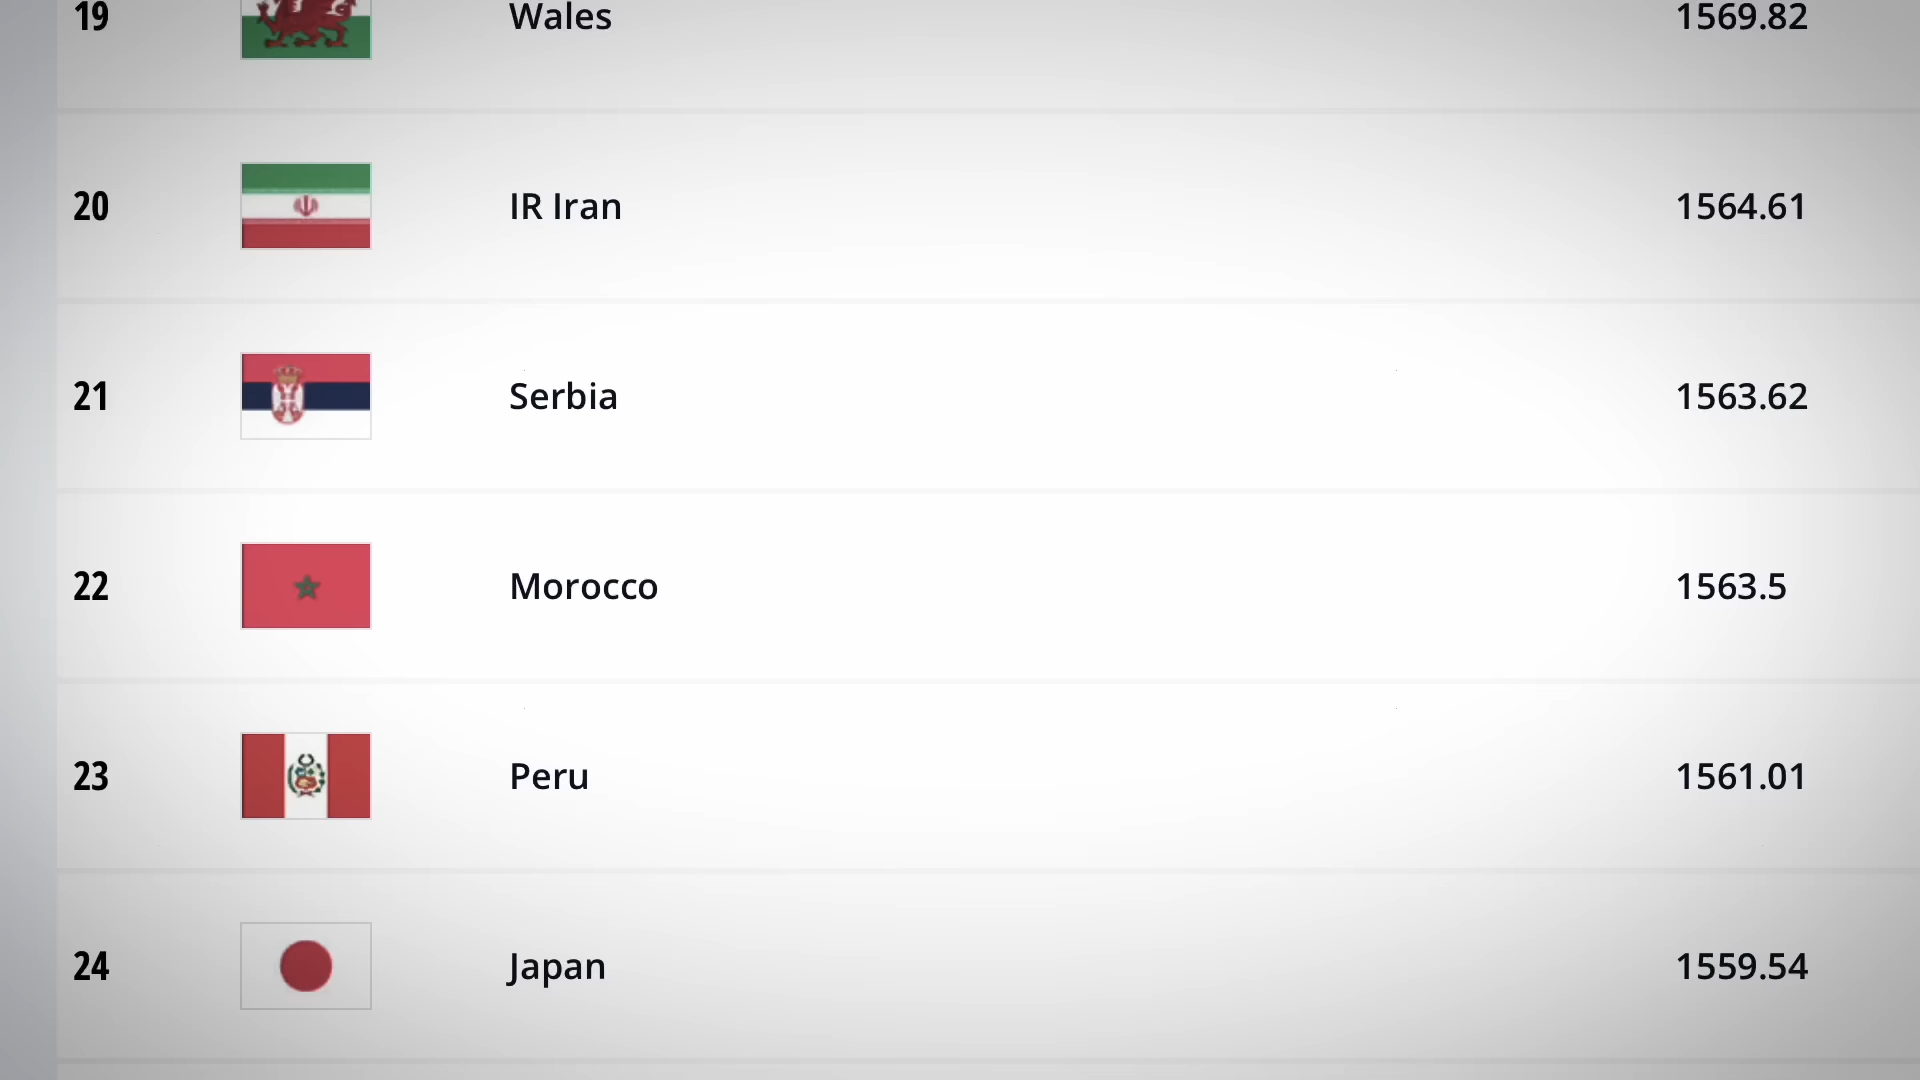 19 Wales 1569.82
20 IR Iran 1564.61
21 Serbia 1563.62
22 Morocco 1563.5
23 Peru 1561.01
24 Japan 1559.54